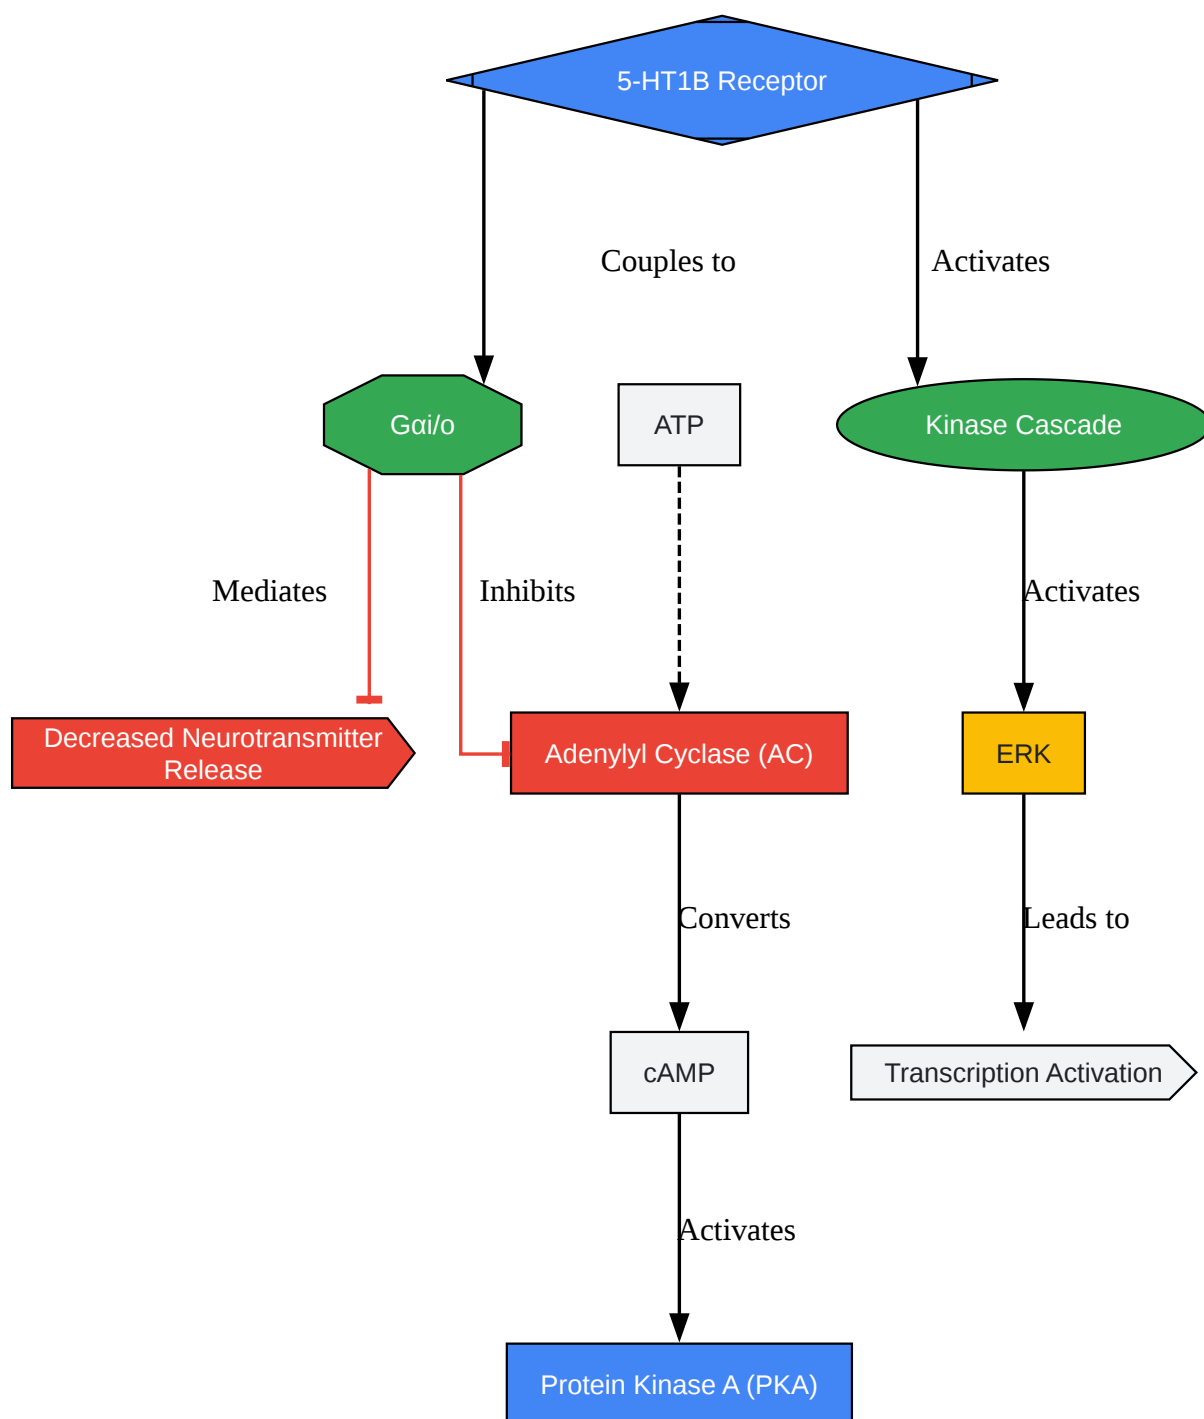 5-HT1B Receptor
Couples to
Activates
Gαi/o
ATP
Kinase Cascade
Mediates
Inhibits
Activates
Decreased Neurotransmitter
Release
Adenylyl Cyclase (AC)
ERK
Converts
Leads to
cAMP
Transcription Activation
Activates
Protein Kinase A (PKA)